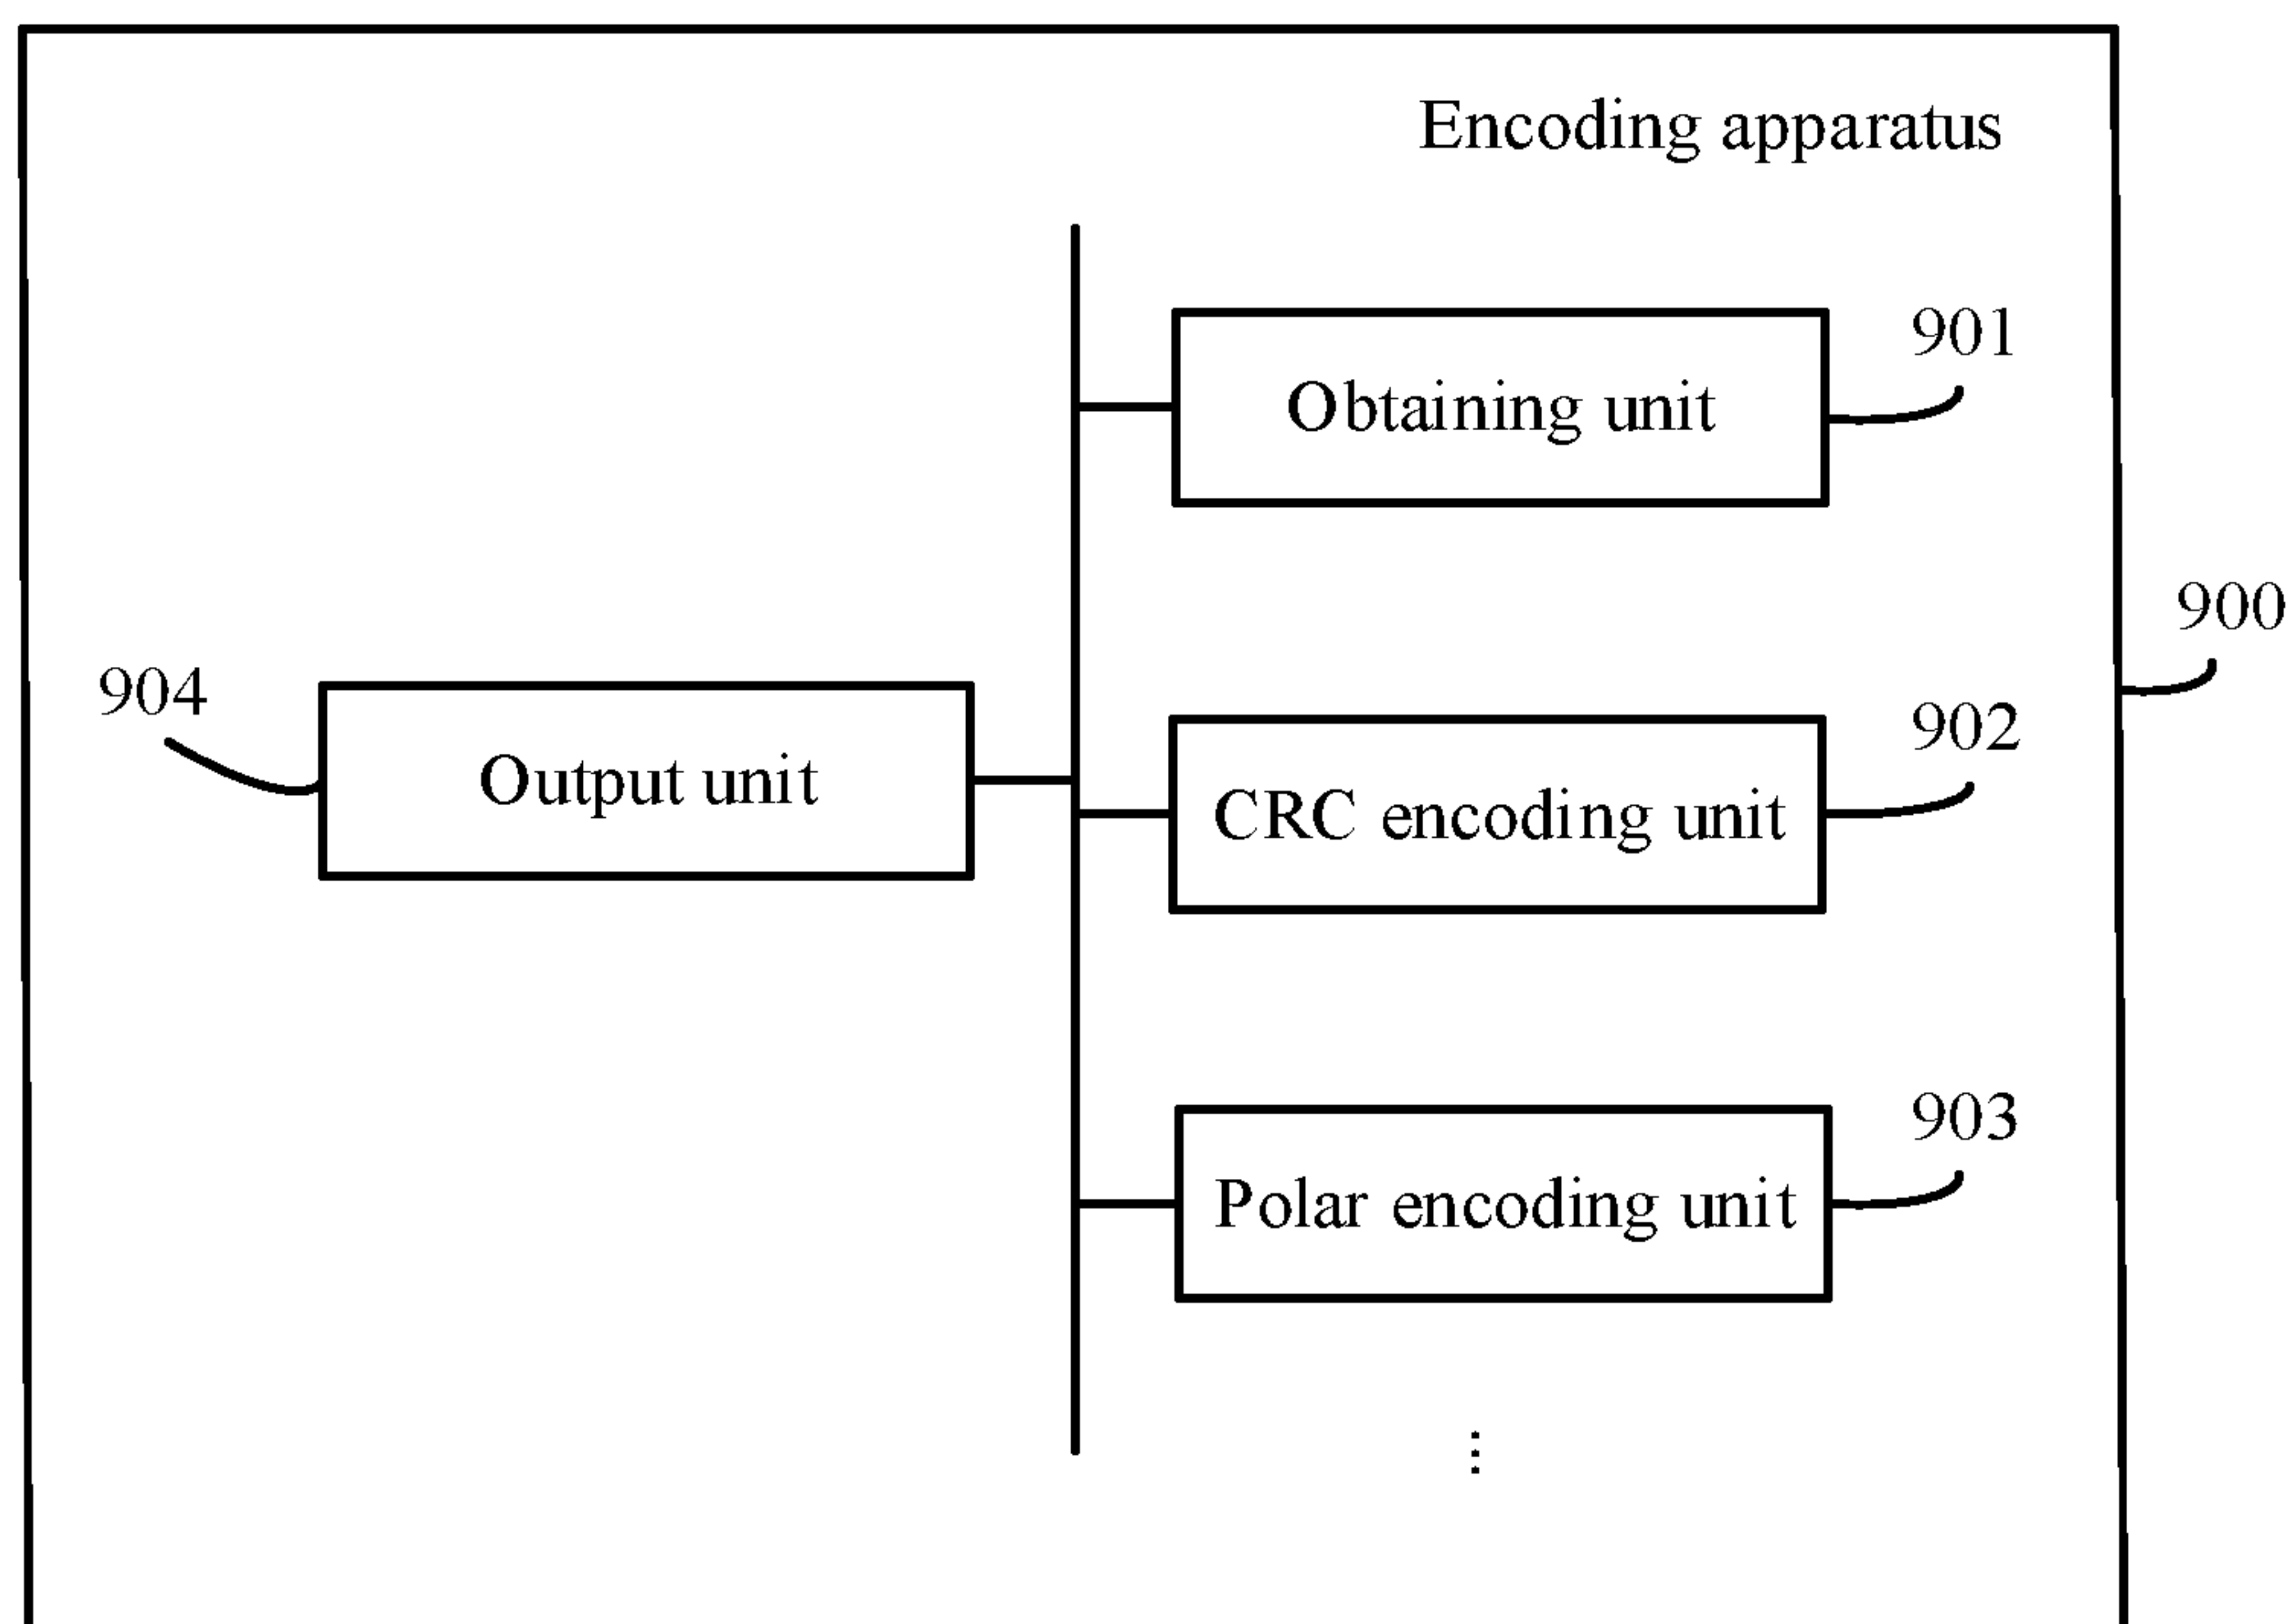 Encoding apparatus
901
Obtaining unit
900
904
Output unit
902
CRC encoding unit
903
Polar encoding unit
⋮